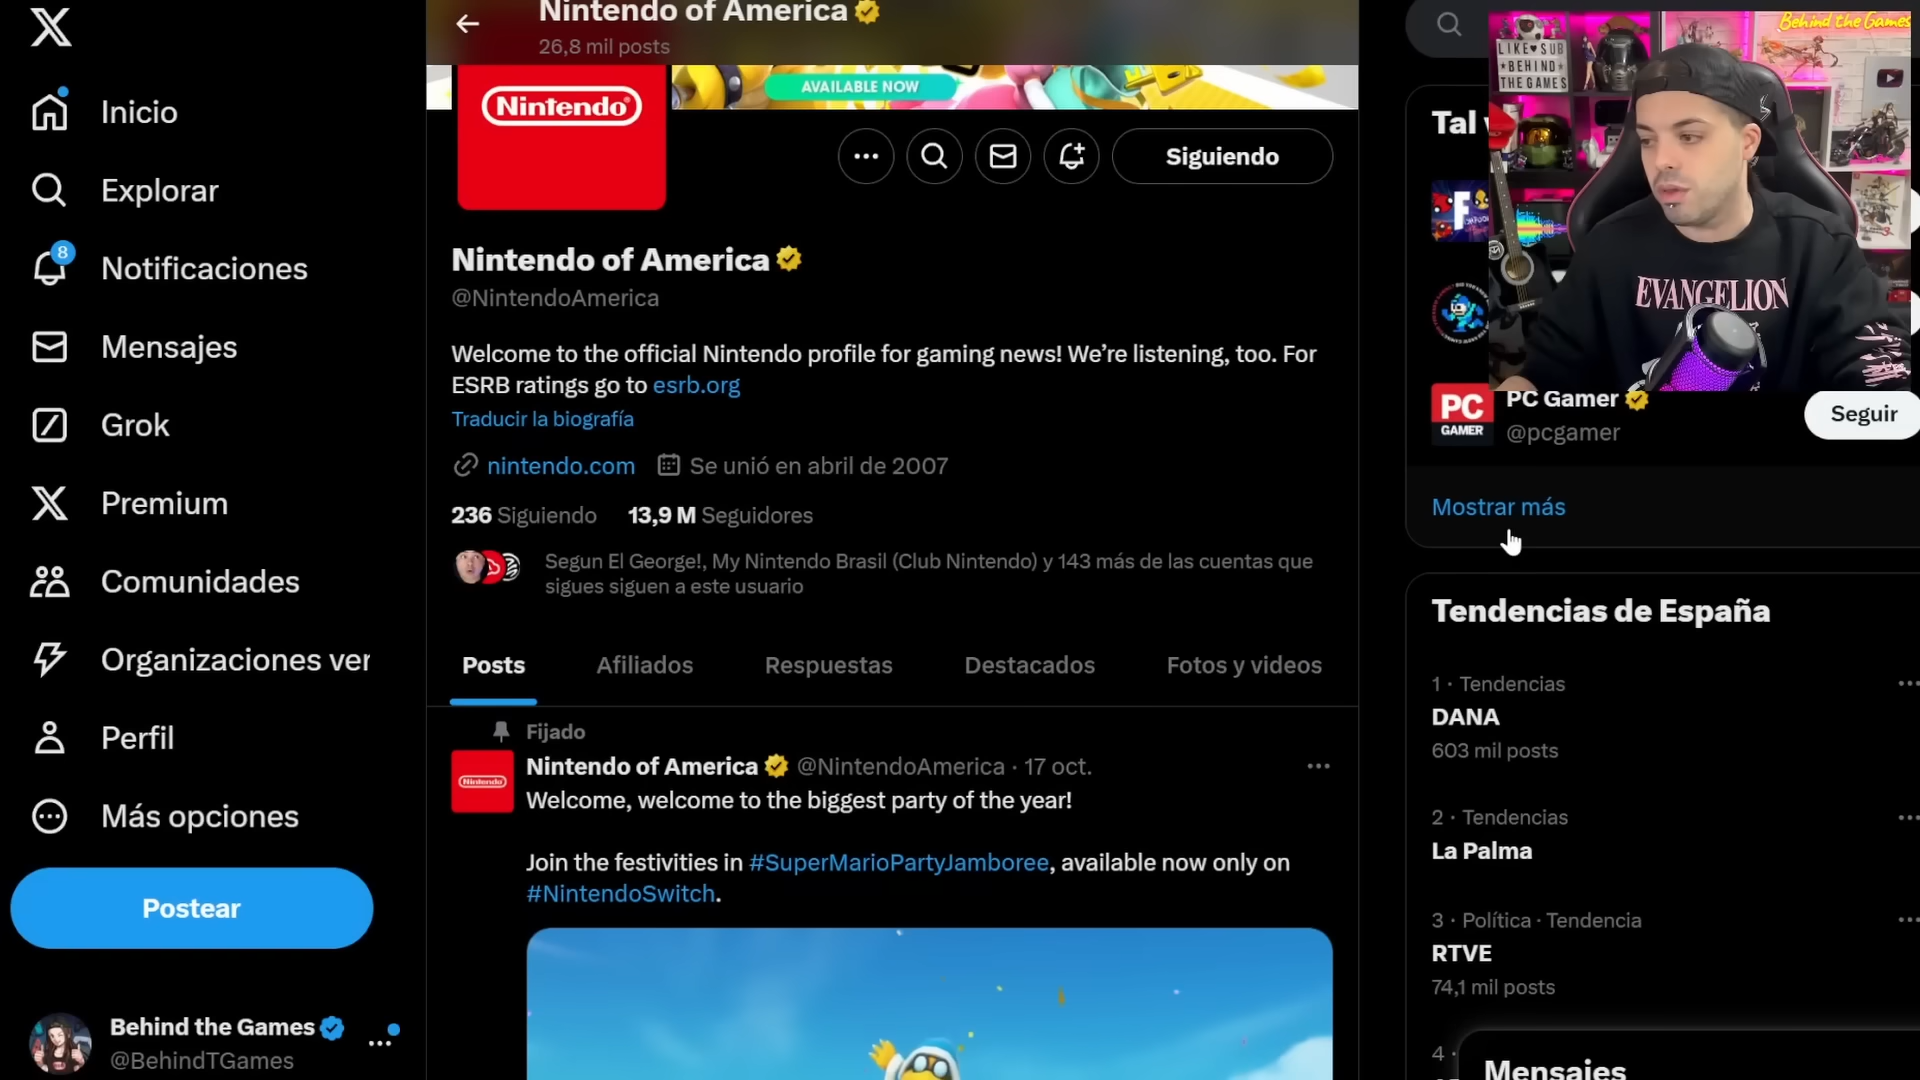 Inicio
Explorar
8
Notificaciones
Mensajes
Grok
Premium
Comunidades
Organizaciones ver
Perfil
Más opciones
Postear
Behind the Games
@BehindTGames
Nintendo of America
26,8 mil posts
AVAILABLE NOW
Nintendo
Siguiendo
Nintendo of America
@NintendoAmerica
Welcome to the official Nintendo profile for gaming news! We’re listening, too. For
ESRB ratings go to esrb.org
Traducir la biografía
nintendo.com Se unió en abril de 2007
236 Siguiendo 13,9 M Seguidores
Segun El George!, My Nintendo Brasil (Club Nintendo) y 143 más de las cuentas que
sigues siguen a este usuario
Posts Afiliados Respuestas Destacados Fotos y videos
Fijado
Nintendo
Nintendo of America @NintendoAmerica · 17 oct.
Welcome, welcome to the biggest party of the year!
Join the festivities in #SuperMarioPartyJamboree, available now only on
#NintendoSwitch.
Tal
Behind the Games
LIKE♥SUB
★BEHIND
THE GAMES
EVANGELION
PC
GAMER
PC Gamer
@pcgamer
Seguir
Mostrar más
Tendencias de España
1 · Tendencias
DANA
603 mil posts
2 · Tendencias
La Palma
3 · Política · Tendencia
RTVE
74,1 mil posts
4 ·
Mensajes